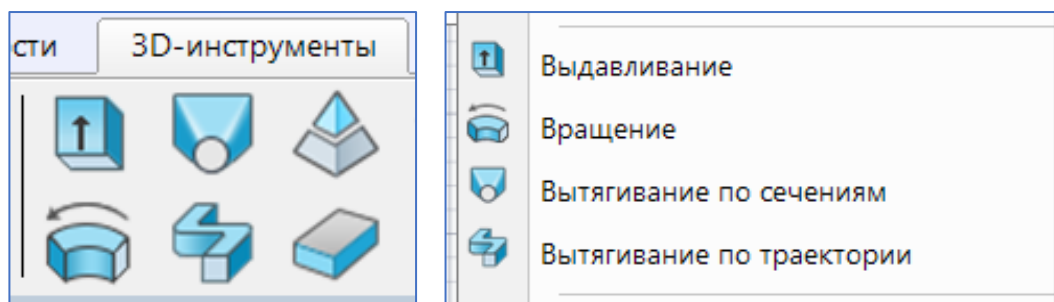 сти
3D-инструменты
Выдавливание
Вращение
Вытягивание по сечениям
Вытягивание по траектории